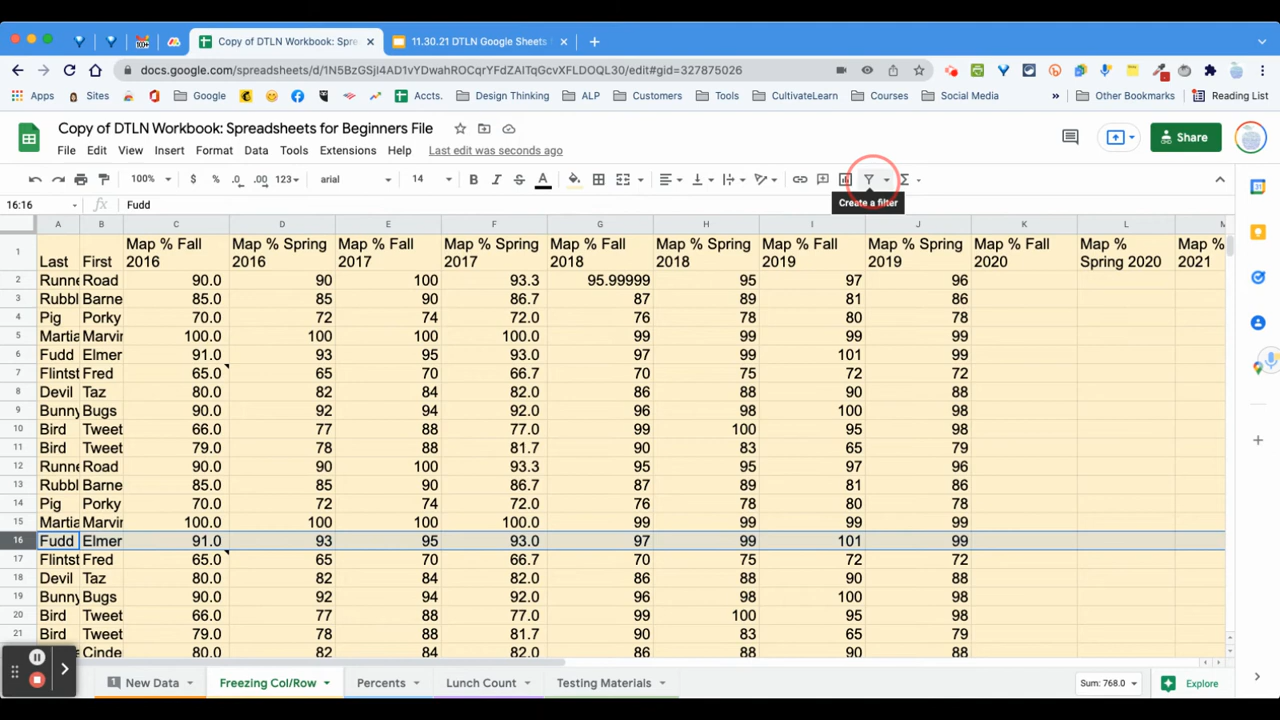 Copy of DTLN Workbook: Spre
11.30.21 DTLN Google Sheets
docs.google.com/spreadsheets/d/1N5BzGSjI4AD1vYDwahROCqrYFdZAITqGcvXFLDOQL30/edit#gid=327875026
100+
Apps Sites Google Accts. Design Thinking ALP Customers Tools CultivateLearn Courses Social Media » Other Bookmarks Reading List
Copy of DTLN Workbook: Spreadsheets for Beginners File
Share
File Edit View Insert Format Data Tools Extensions Help Last edit was seconds ago
100% $ % .0 .00 123 arial 14 B I S A
Create a filter
16:16 fx Fudd
A B C D E F G H I J K L M
1 Last First Map % Fall 2016 Map % Spring 2016 Map % Fall 2017 Map % Spring 2017 Map % Fall 2018 Map % Spring 2018 Map % Fall 2019 Map % Spring 2019 Map % Fall 2020 Map % Spring 2020 Map % 2021
2 Runne Road 90.0 90 100 93.3 95.99999 95 97 96
3 Rubbl Barne 85.0 85 90 86.7 87 89 81 86
4 Pig Porky 70.0 72 74 72.0 76 78 80 78
5 Martia Marvin 100.0 100 100 100.0 99 99 99 99
6 Fudd Elmer 91.0 93 95 93.0 97 99 101 99
7 Flintst Fred 65.0 65 70 66.7 70 75 72 72
8 Devil Taz 80.0 82 84 82.0 86 88 90 88
9 Bunny Bugs 90.0 92 94 92.0 96 98 100 98
10 Bird Tweet 66.0 77 88 77.0 99 100 95 98
11 Bird Tweet 79.0 78 88 81.7 90 83 65 79
12 Runne Road 90.0 90 100 93.3 95 95 97 96
13 Rubbl Barne 85.0 85 90 86.7 87 89 81 86
14 Pig Porky 70.0 72 74 72.0 76 78 80 78
15 Martia Marvin 100.0 100 100 100.0 99 99 99 99
16 Fudd Elmer 91.0 93 95 93.0 97 99 101 99
17 Flintst Fred 65.0 65 70 66.7 70 75 72 72
18 Devil Taz 80.0 82 84 82.0 86 88 90 88
19 Bunny Bugs 90.0 92 94 92.0 96 98 100 98
20 Bird Tweet 66.0 77 88 77.0 99 100 95 98
21 Bird Tweet 79.0 78 88 81.7 90 83 65 79
Cinde 80.0 82 84 82.0 86 88 90 88
1 New Data Freezing Col/Row Percents Lunch Count Testing Materials Sum: 768.0 Explore